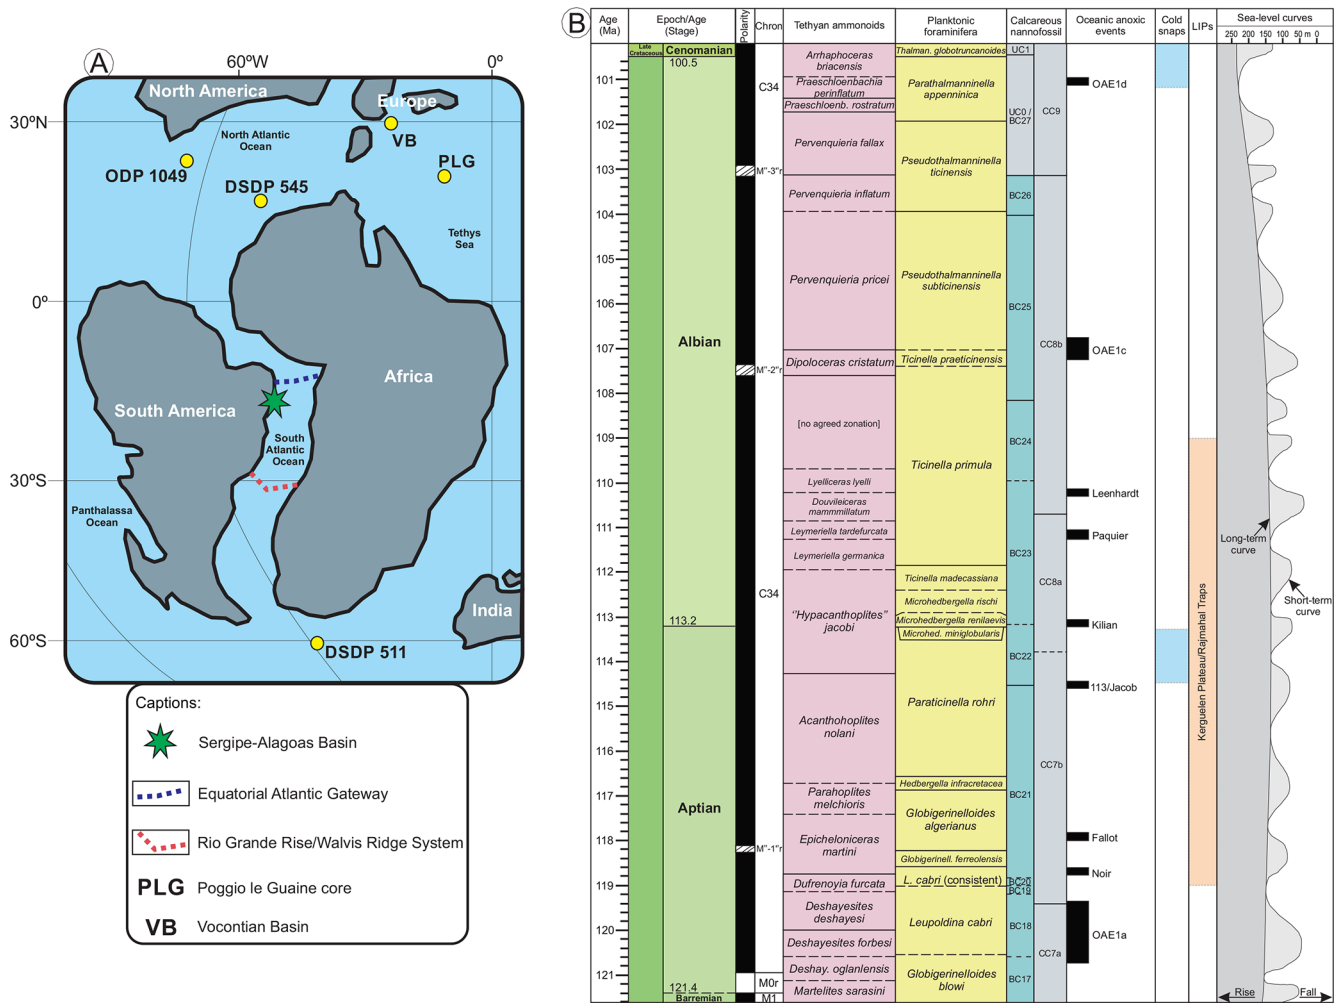 A
60ºW
0º
North America
Europe
30ºN
North Atlantic
Ocean
VB
PLG
ODP 1049
DSDP 545
Tethys
Sea
0º
Africa
South America
South
Atlantic
Ocean
30ºS
Panthalassa
Ocean
India
60ºS
DSDP 511
Captions:
Sergipe-Alagoas Basin
Equatorial Atlantic Gateway
Rio Grande Rise/Walvis Ridge System
PLG Poggio le Guaine core
VB Vocontian Basin
B
Age
(Ma)
Epoch/Age
(Stage)
Polarity
Chron
Tethyan ammonoids
Planktonic
foraminifera
Calcareous
nannofossil
Oceanic anoxic
events
Cold
snaps
LIPs
Sea-level curves
250 200 150 100 50 m 0
101
102
103
104
105
106
107
108
109
110
111
112
113
114
115
116
117
118
119
120
121
Late
Cretaceous
Cenomanian
100.5
Albian
113.2
Aptian
121.4
Barremian
C34
M"-3"r
M"-2"r
C34
M"-1"r
M0r
M1
Arrhaphoceras
briacensis
Praeschloenbachia
perinflatum
Praeschloenb. rostratum
Pervenquieria fallax
Pervenquieria inflatum
Pervenquieria pricei
Dipoloceras cristatum
[no agreed zonation]
Lyelliceras lyelli
Douvileiceras
mammmillatum
Leymeriella tardefurcata
Leymeriella germanica
"Hypacanthoplites"
jacobi
Acanthohoplites
nolani
Parahoplites
melchioris
Epicheloniceras
martini
Dufrenoyia furcata
Deshayesites
deshayesi
Deshayesites forbesi
Deshay. oglanlensis
Martelites sarasini
Thalman. globotruncanoides
Parathalmanninella
appenninica
Pseudothalmanninella
ticinensis
Pseudothalmanninella
subticinensis
Ticinella praeticinensis
Ticinella primula
Ticinella madecassiana
Microhedbergella rischi
Microhedbergella renilaevis
Microhed. miniglobularis
Paraticinella rohri
Hedbergella infracretacea
Globigerinelloides
algerianus
Globigerinell. ferreolensis
L. cabri (consistent)
Leupoldina cabri
Globigerinelloides
blowi
UC1
UC0 /
BC27
BC26
BC25
BC24
BC23
BC22
BC21
BC20
BC19
BC18
BC17
CC9
CC8b
CC8a
CC7b
CC7a
OAE1d
OAE1c
Leenhardt
Paquier
Kilian
113/Jacob
Fallot
Noir
OAE1a
Kerguelen Plateau/Rajmahal Traps
Long-term
curve
Short-term
curve
Rise
Fall